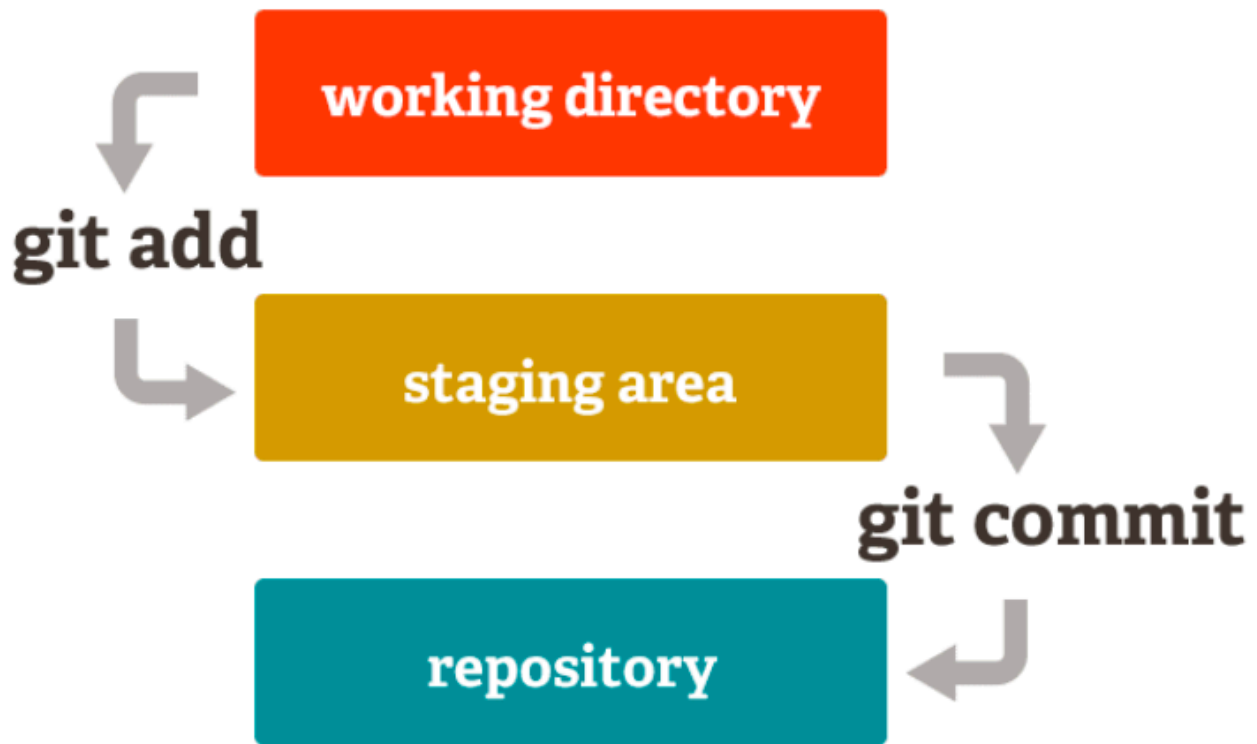 working directory
git add
staging area
git commit
repository